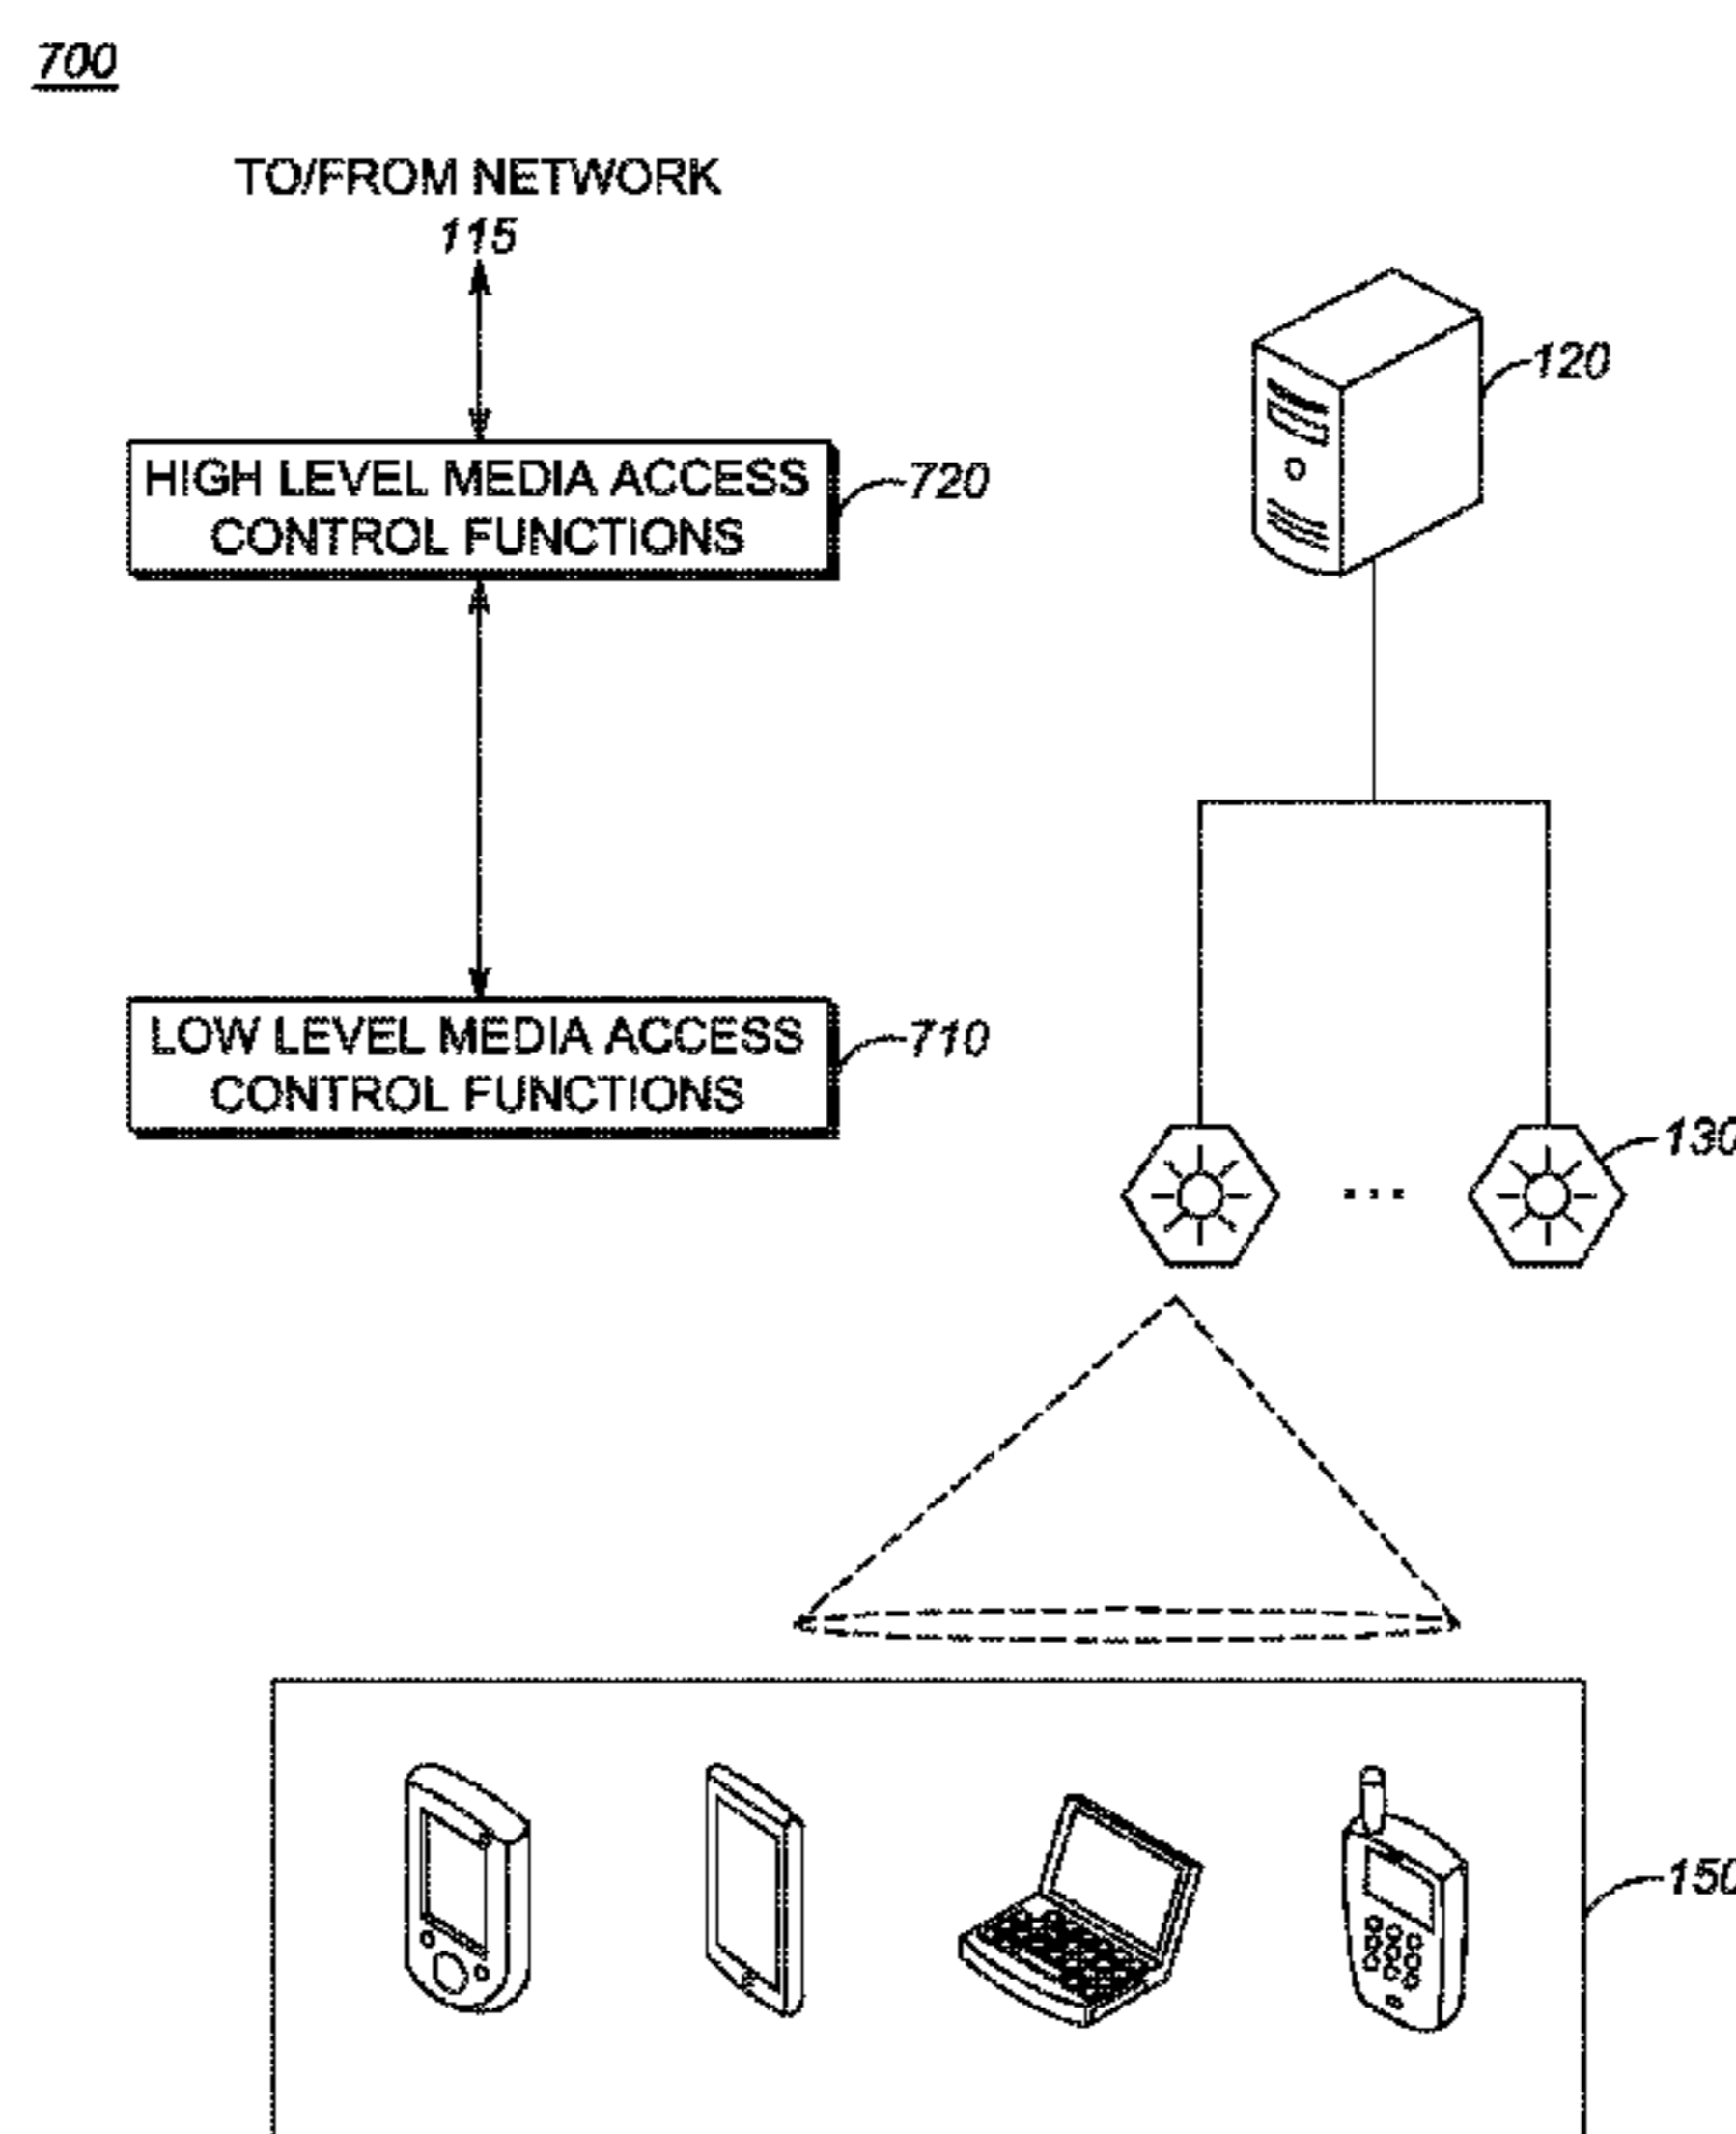 700
TO/FROM NETWORK
115
120
HIGH LEVEL MEDIA ACCESS
CONTROL FUNCTIONS
720
LOW LEVEL MEDIA ACCESS
CONTROL FUNCTIONS
710
130
150